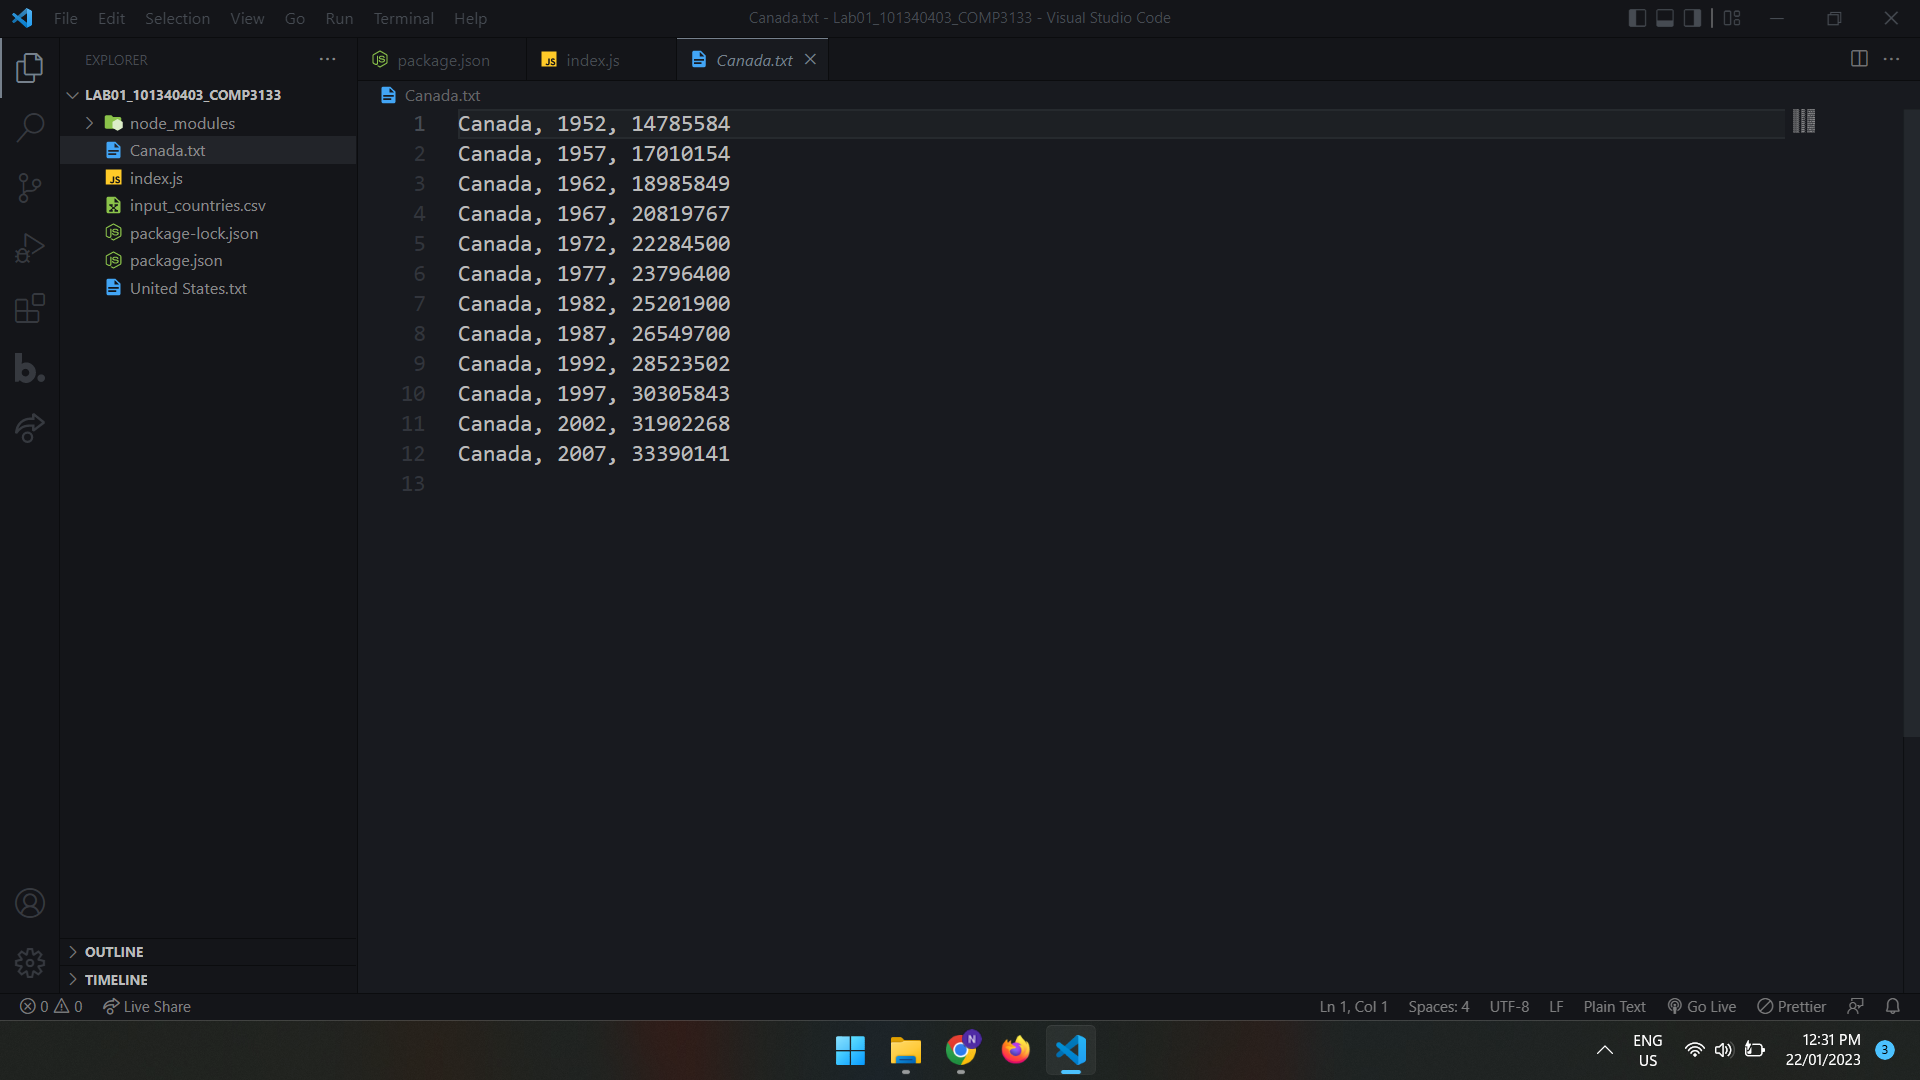 File Edit Selection View Go Run Terminal Help
Canada.txt - Lab01_101340403_COMP3133 - Visual Studio Code
EXPLORER
LAB01_101340403_COMP3133
node_modules
Canada.txt
index.js
input_countries.csv
package-lock.json
package.json
United States.txt
OUTLINE
TIMELINE
package.json
index.js
Canada.txt
Canada.txt
1 Canada, 1952, 14785584
2 Canada, 1957, 17010154
3 Canada, 1962, 18985849
4 Canada, 1967, 20819767
5 Canada, 1972, 22284500
6 Canada, 1977, 23796400
7 Canada, 1982, 25201900
8 Canada, 1987, 26549700
9 Canada, 1992, 28523502
10 Canada, 1997, 30305843
11 Canada, 2002, 31902268
12 Canada, 2007, 33390141
13
0 0 Live Share
Ln 1, Col 1 Spaces: 4 UTF-8 LF Plain Text Go Live Prettier
b.
N
ENG
US
12:31 PM
22/01/2023
3